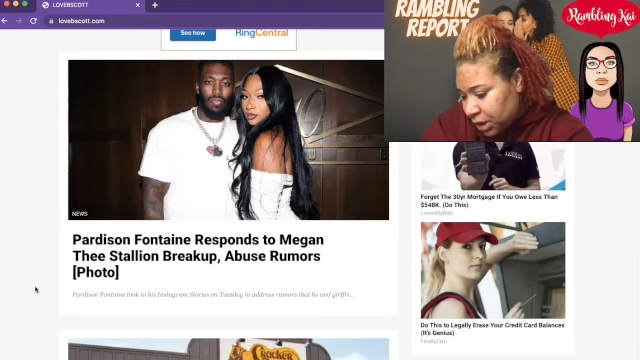 LOVEBSCOTT
lovebscott.com
See how
RingCentral
RAMBLING
REPORT
Rambling Kai
NEWS
Pardison Fontaine Responds to Megan
Thee Stallion Breakup, Abuse Rumors
[Photo]
Pardison Fontaine took to his Instagram Stories on Tuesday to address rumors that he and girlfri...
Forget The 30yr Mortgage If You Owe Less Than
$548K. (Do This)
LowerMyBills
Do This to Legally Erase Your Credit Card Balances
(It's Genius)
FinallyZero
Cracker